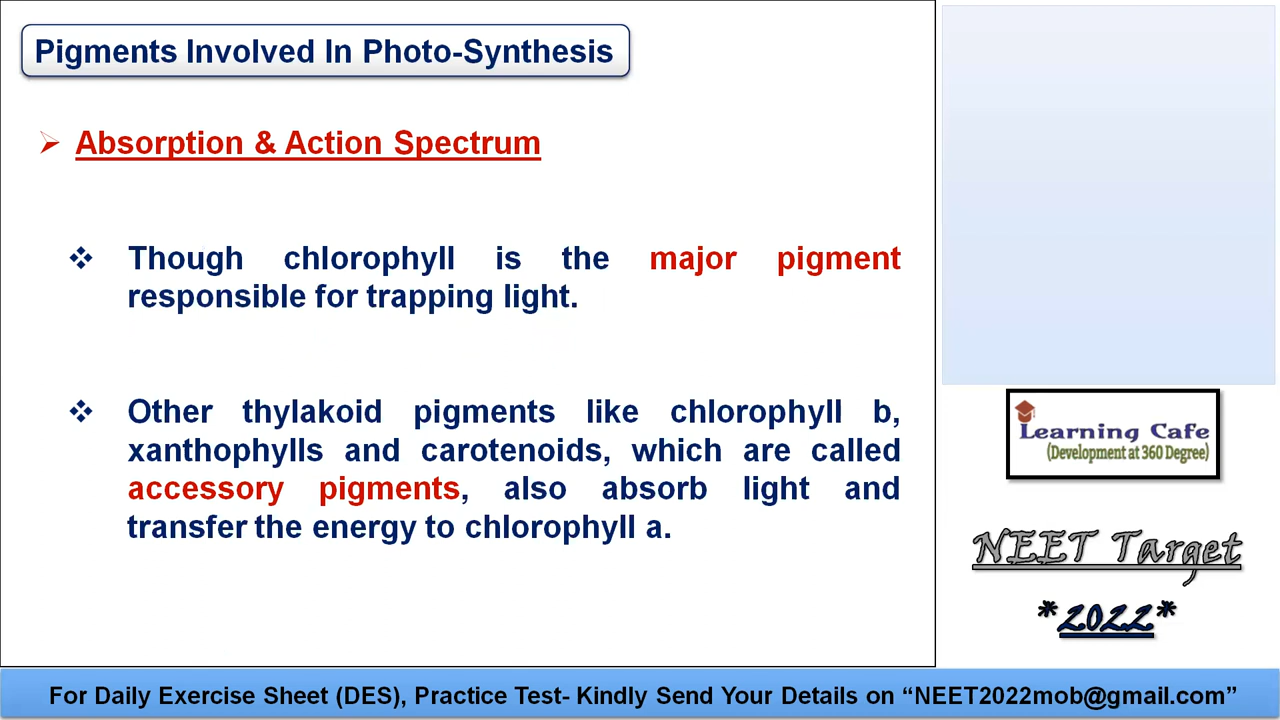 Pigments Involved In Photo-Synthesis
Absorption & Action Spectrum
Though chlorophyll is the major pigment
responsible for trapping light.
Other thylakoid pigments like chlorophyll b,
xanthophylls and carotenoids, which are called
accessory pigments, also absorb light and
transfer the energy to chlorophyll a.
Learning Cafe
(Development at 360 Degree)
NEET Target
*2022*
For Daily Exercise Sheet (DES), Practice Test- Kindly Send Your Details on “NEET2022mob@gmail.com”